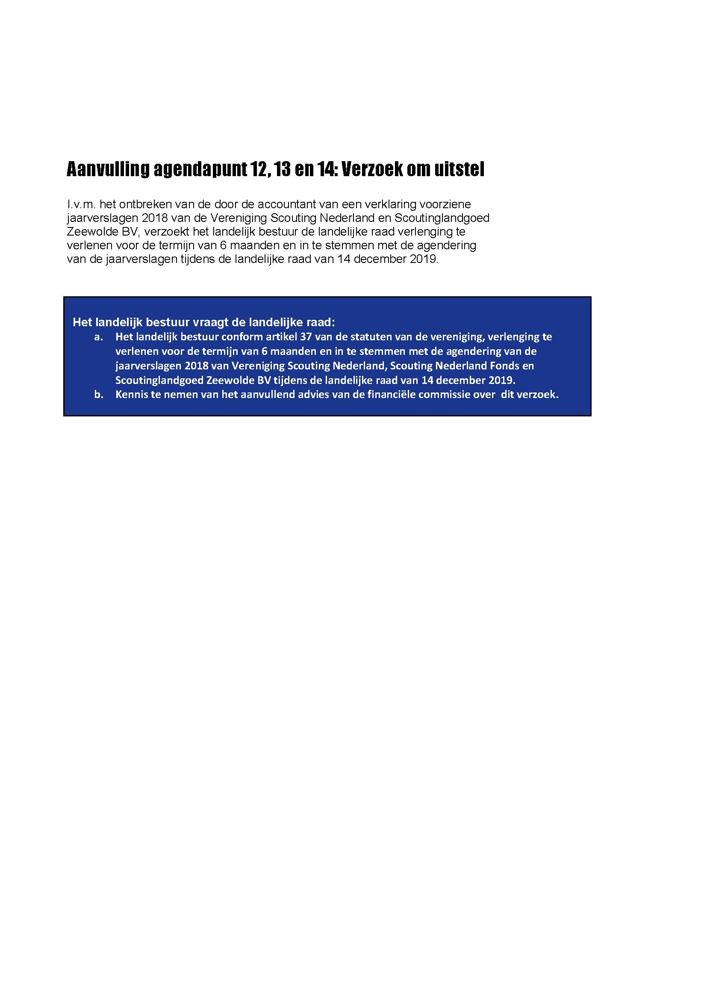 Aanvulling agendapunt 12, 13 en 14: Verzoek om uitstel
I.v.m. het ontbreken van de door de accountant van een verklaring voorziene
jaarverslagen 2018 van de Vereniging Scouting Nederland en Scoutinglandgoed
Zeewolde BV, verzoekt het landelijk bestuur de landelijke raad verlenging te
verlenen voor de termijn van 6 maanden en in te stemmen met de agendering
van de jaarverslagen tijdens de landelijke raad van 14 december 2019.
Het landelijk bestuur vraagt de landelijke raad:
a. Het landelijk bestuur conform artikel 37 van de statuten van de vereniging, verlenging te
verlenen voor de termijn van 6 maanden en in te stemmen met de agendering van de
jaarverslagen 2018 van Vereniging Scouting Nederland, Scouting Nederland Fonds en
Scoutinglandgoed Zeewolde BV tijdens de landelijke raad van 14 december 2019.
b. Kennis te nemen van het aanvullend advies van de financiële commissie over  dit verzoek.